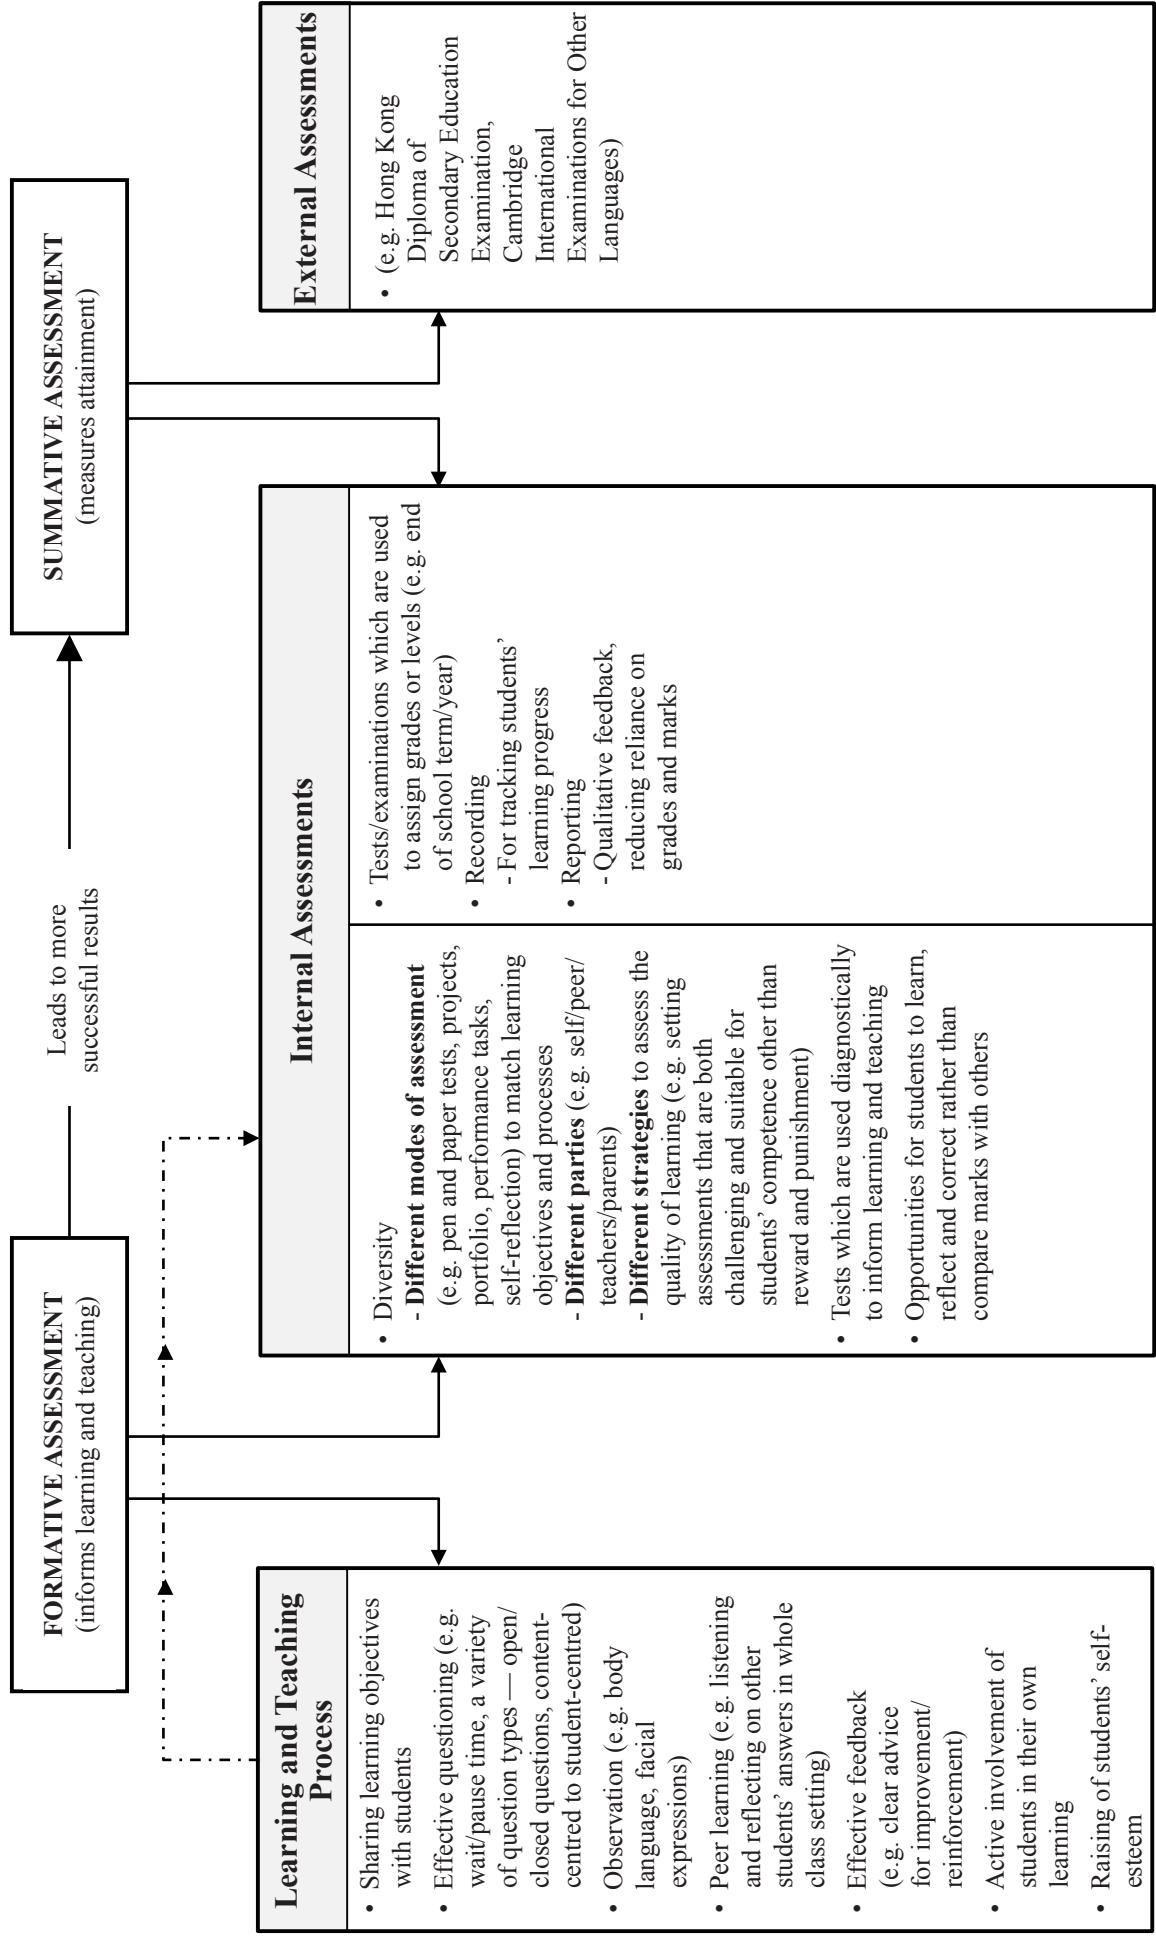 FORMATIVE ASSESSMENT
(informs learning and teaching)
Leads to more
successful results
SUMMATIVE ASSESSMENT
(measures attainment)
Learning and Teaching
Process
• Sharing learning objectives
with students
• Effective questioning (e.g.
wait/pause time, a variety
of question types — open/
closed questions, content-
centred to student-centred)
• Observation (e.g. body
language, facial
expressions)
• Peer learning (e.g. listening
and reflecting on other
students’ answers in whole
class setting)
• Effective feedback
(e.g. clear advice
for improvement/
reinforcement)
• Active involvement of
students in their own
learning
• Raising of students’ self-
esteem
Internal Assessments
• Diversity
- Different modes of assessment
(e.g. pen and paper tests, projects,
portfolio, performance tasks,
self-reflection) to match learning
objectives and processes
- Different parties (e.g. self/peer/
teachers/parents)
- Different strategies to assess the
quality of learning (e.g. setting
assessments that are both
challenging and suitable for
students’ competence other than
reward and punishment)
• Tests which are used diagnostically
to inform learning and teaching
• Opportunities for students to learn,
reflect and correct rather than
compare marks with others
• Tests/examinations which are used
to assign grades or levels (e.g. end
of school term/year)
• Recording
- For tracking students’
learning progress
• Reporting
- Qualitative feedback,
reducing reliance on
grades and marks
External Assessments
• (e.g. Hong Kong
Diploma of
Secondary Education
Examination,
Cambridge
International
Examinations for Other
Languages)